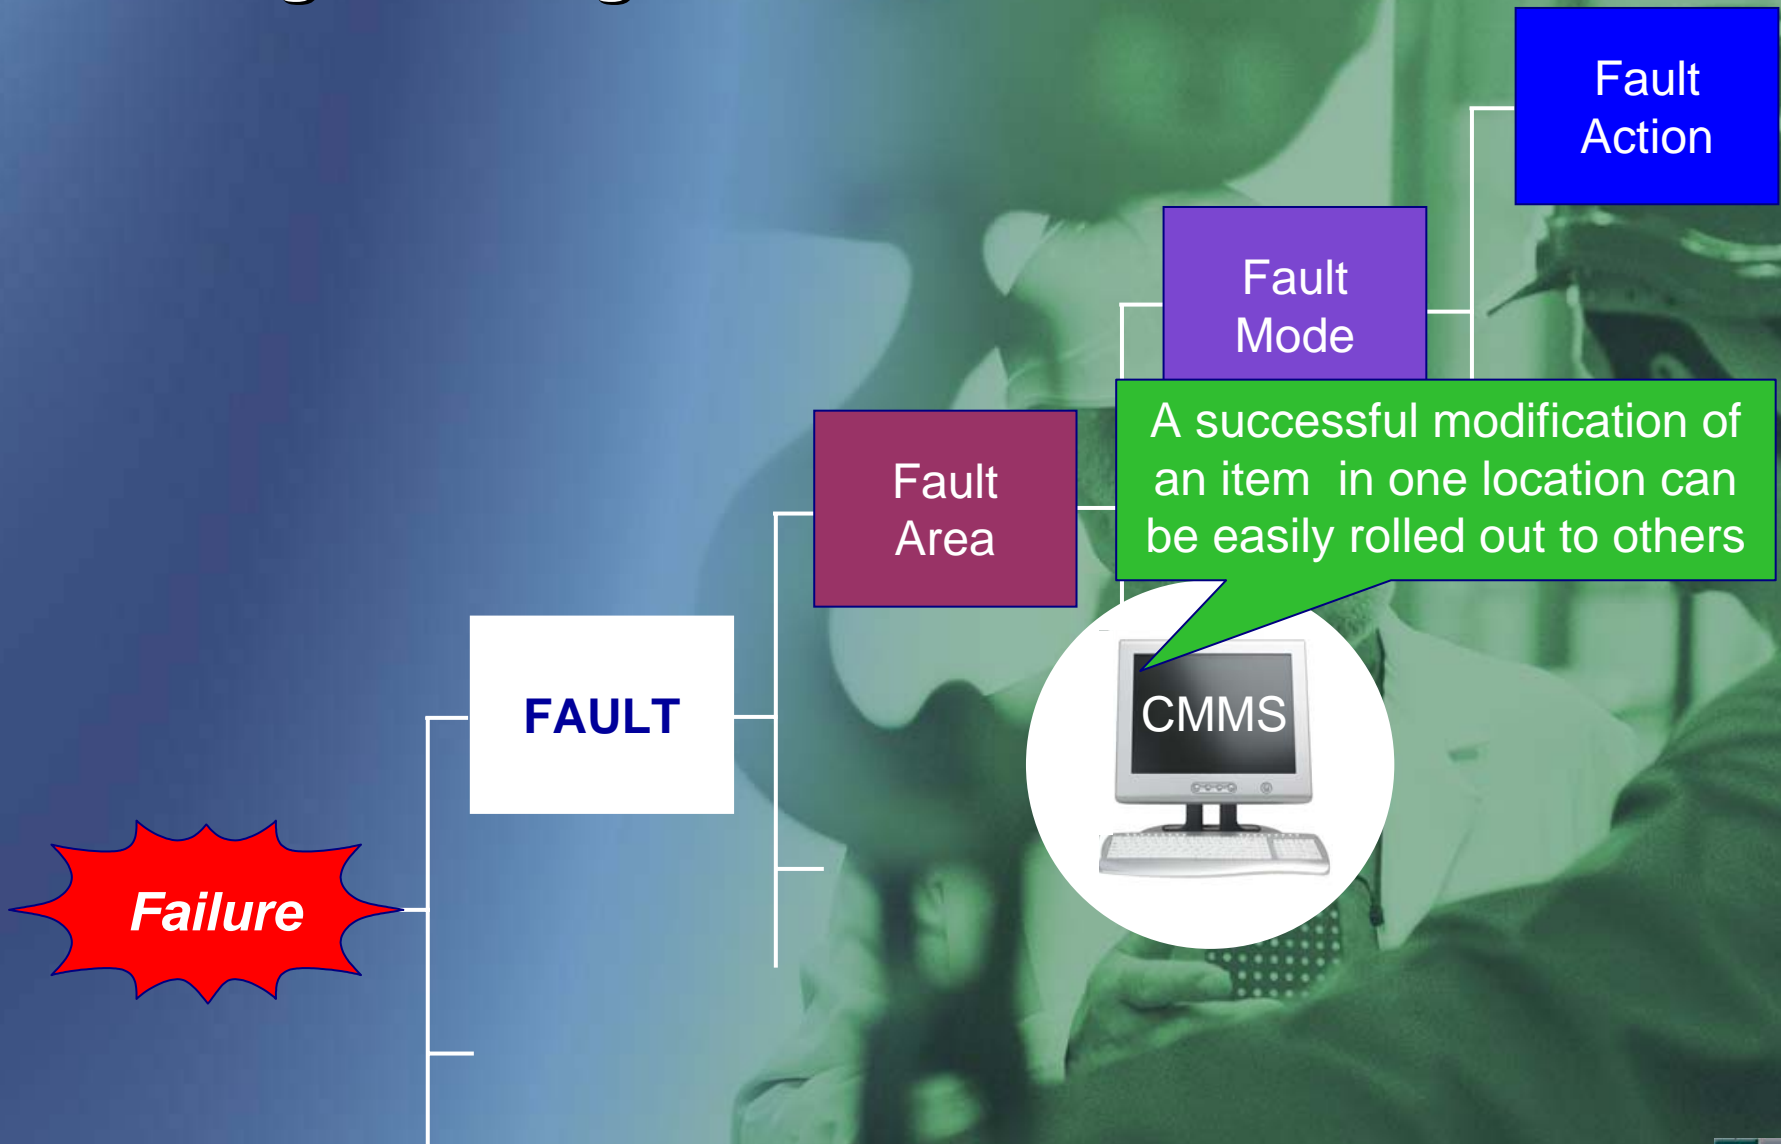 Fault
Action
Fault
Mode
A successful modification of
an item in one location can
be easily rolled out to others
Fault
Area
FAULT
CMMS
Failure